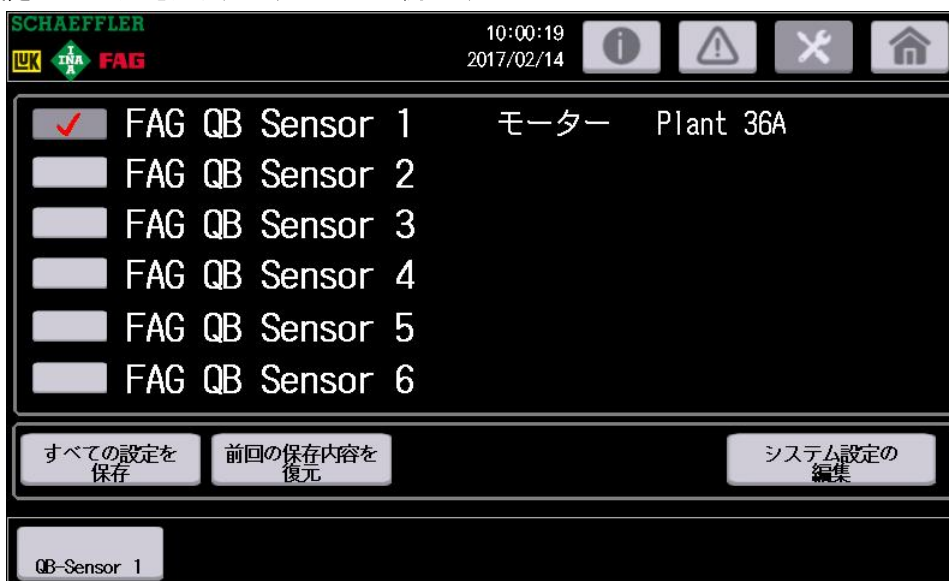 SCHAEFFLER
LUK INA FAG
10:00:19
2017/02/14
FAG QB Sensor 1 モーター Plant 36A
FAG QB Sensor 2
FAG QB Sensor 3
FAG QB Sensor 4
FAG QB Sensor 5
FAG QB Sensor 6
すべての設定を
保存
前回の保存内容を
復元
システム設定の
編集
QB-Sensor 1